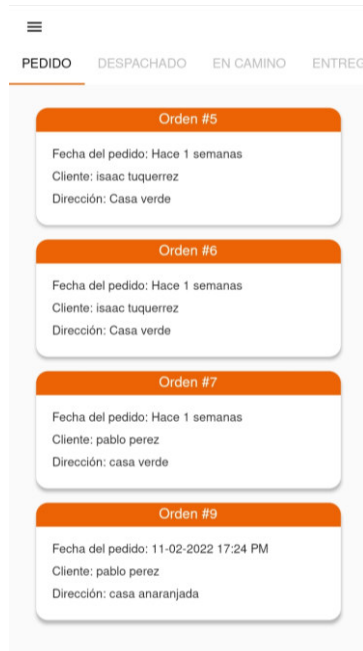 PEDIDO DESPACHADO EN CAMINO ENTREG
Orden #5
Fecha del pedido: Hace 1 semanas
Cliente: isaac tuquerrez
Dirección: Casa verde
Orden #6
Fecha del pedido: Hace 1 semanas
Cliente: isaac tuquerrez
Dirección: Casa verde
Orden #7
Fecha del pedido: Hace 1 semanas
Cliente: pablo perez
Dirección: casa verde
Orden #9
Fecha del pedido: 11-02-2022 17:24 PM
Cliente: pablo perez
Dirección: casa anaranjada